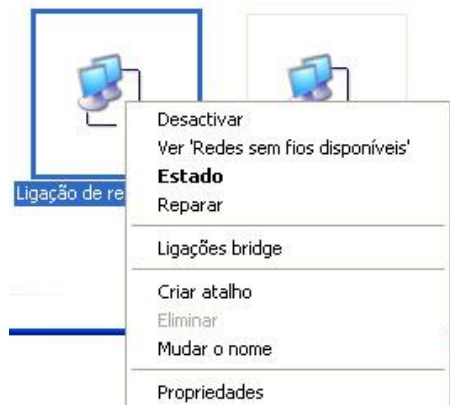 Desactivar
Ver 'Redes sem fios disponíveis'
Estado
Ligação de re
Reparar
Ligações bridge
Criar atalho
Eliminar
Mudar o nome
Propriedades